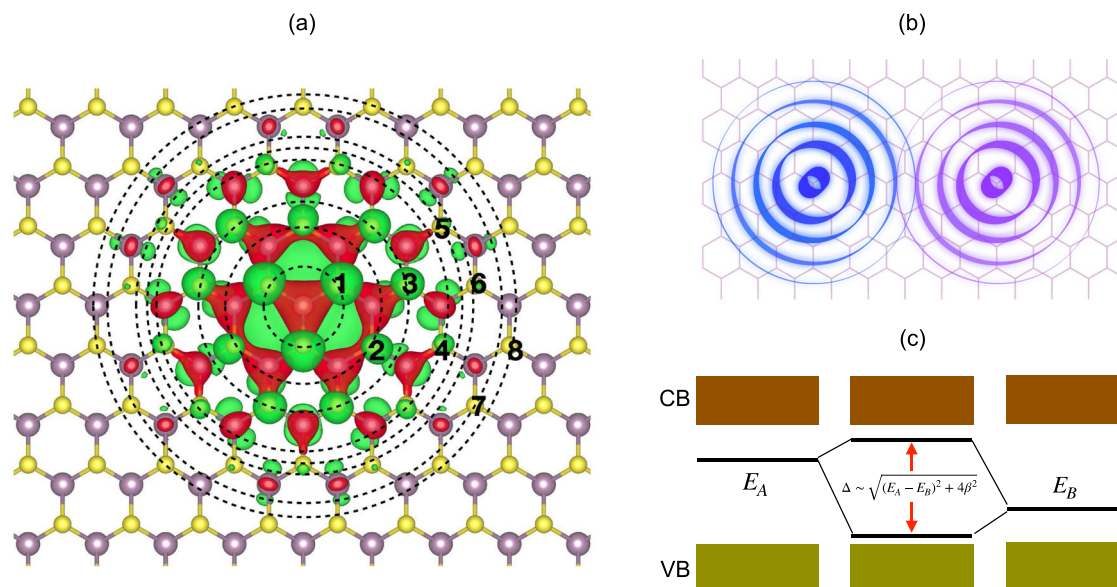 (a)
(b)
1
2
3
4
5
6
7
8
(c)
CB
E_A
Δ ~ √(E_A − E_B)² + 4β²
E_B
VB